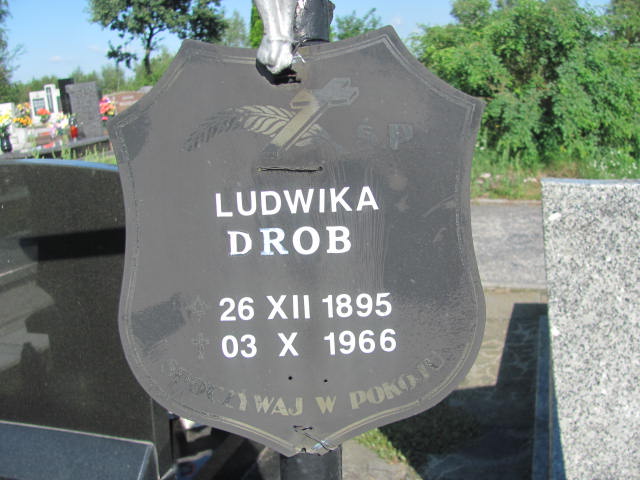 Ś.P.
LUDWIKA
DROB
26 XII 1895
03 X 1966
SPOCZYWAJ W POKOJU